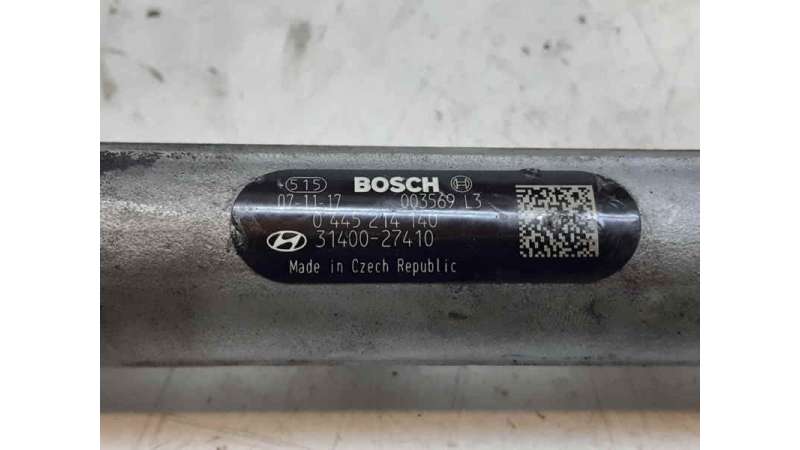 515 BOSCH
07-11-17 003569 L3
0 445 214 140
31400-27410
Made in Czech Republic